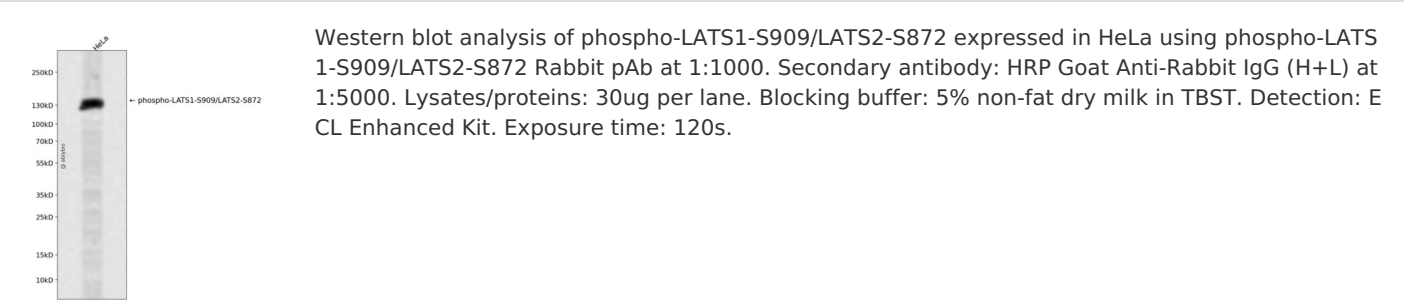 HeLa
250kD
130kD
100kD
70kD
55kD
35kD
25kD
15kD
10kD
← phospho-LATS1-S909/LATS2-S872
Western blot analysis of phospho-LATS1-S909/LATS2-S872 expressed in HeLa using phospho-LATS
1-S909/LATS2-S872 Rabbit pAb at 1:1000. Secondary antibody: HRP Goat Anti-Rabbit IgG (H+L) at
1:5000. Lysates/proteins: 30ug per lane. Blocking buffer: 5% non-fat dry milk in TBST. Detection: E
CL Enhanced Kit. Exposure time: 120s.